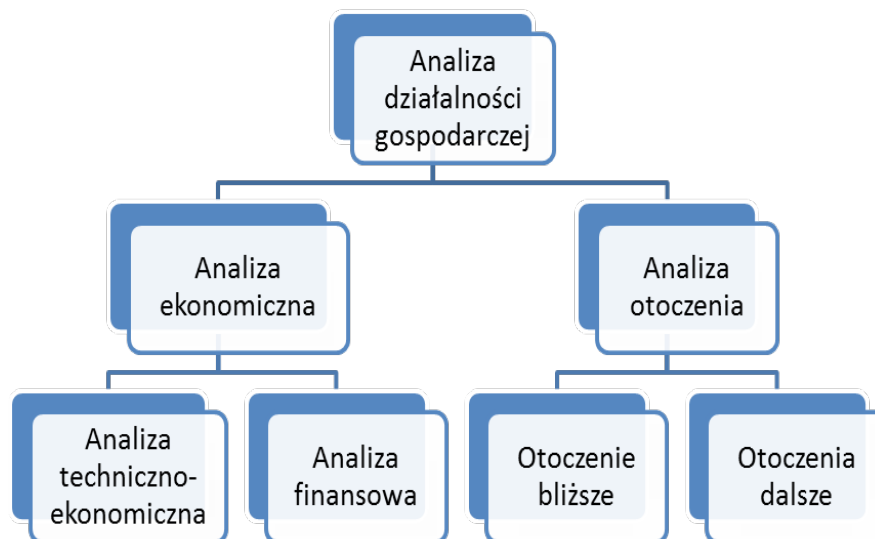 Analiza
działalności
gospodarczej
Analiza
ekonomiczna
Analiza
otoczenia
Analiza
techniczno-
ekonomiczna
Analiza
finansowa
Otoczenie
bliższe
Otoczenia
dalsze